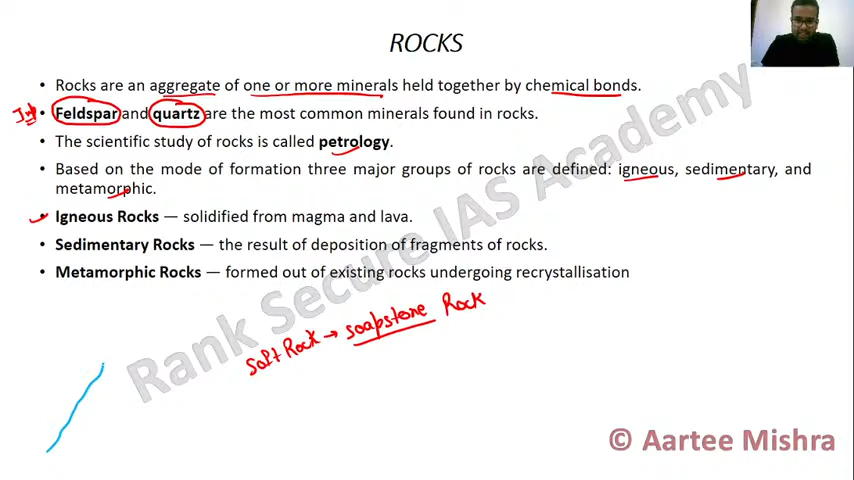 ROCKS
• Rocks are an aggregate of one or more minerals held together by chemical bonds.
Imp • Feldspar and quartz are the most common minerals found in rocks.
• The scientific study of rocks is called petrology.
• Based on the mode of formation three major groups of rocks are defined: igneous, sedimentary, and
metamorphic.
• Igneous Rocks — solidified from magma and lava.
• Sedimentary Rocks — the result of deposition of fragments of rocks.
• Metamorphic Rocks — formed out of existing rocks undergoing recrystallisation
Soft Rock → soapstone Rock
Rank Secure IAS Academy
© Aartee Mishra